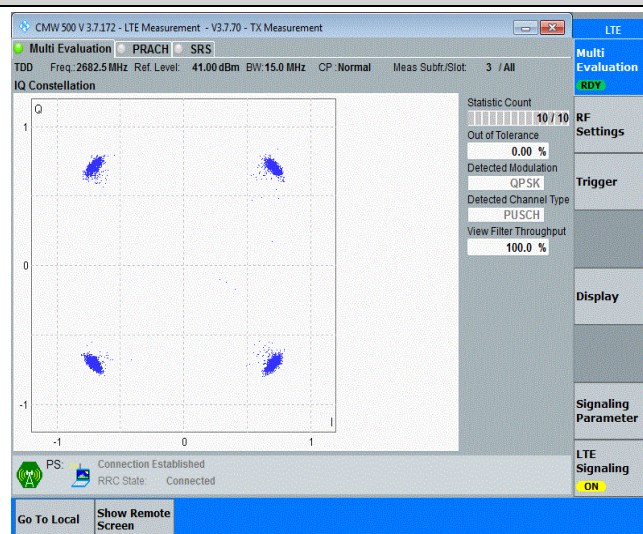 CMW 500 V 3.7.172 - LTE Measurement - V3.7.70 - TX Measurement
LTE
Multi Evaluation PRACH SRS
TDD Freq.:2682.5 MHz Ref. Level: 41.00 dBm BW:15.0 MHz CP :Normal Meas Subfr./Slot: 3 / All
IQ Constellation
Q
1
0
-1
-1 0 1
I
Statistic Count
10 / 10
Out of Tolerance
0.00 %
Detected Modulation
QPSK
Detected Channel Type
PUSCH
View Filter Throughput
100.0 %
Multi
Evaluation
RDY
RF
Settings
Trigger
Display
Signaling
Parameter
LTE
Signaling
ON
PS: Connection Established
RRC State: Connected
Go To Local
Show Remote
Screen